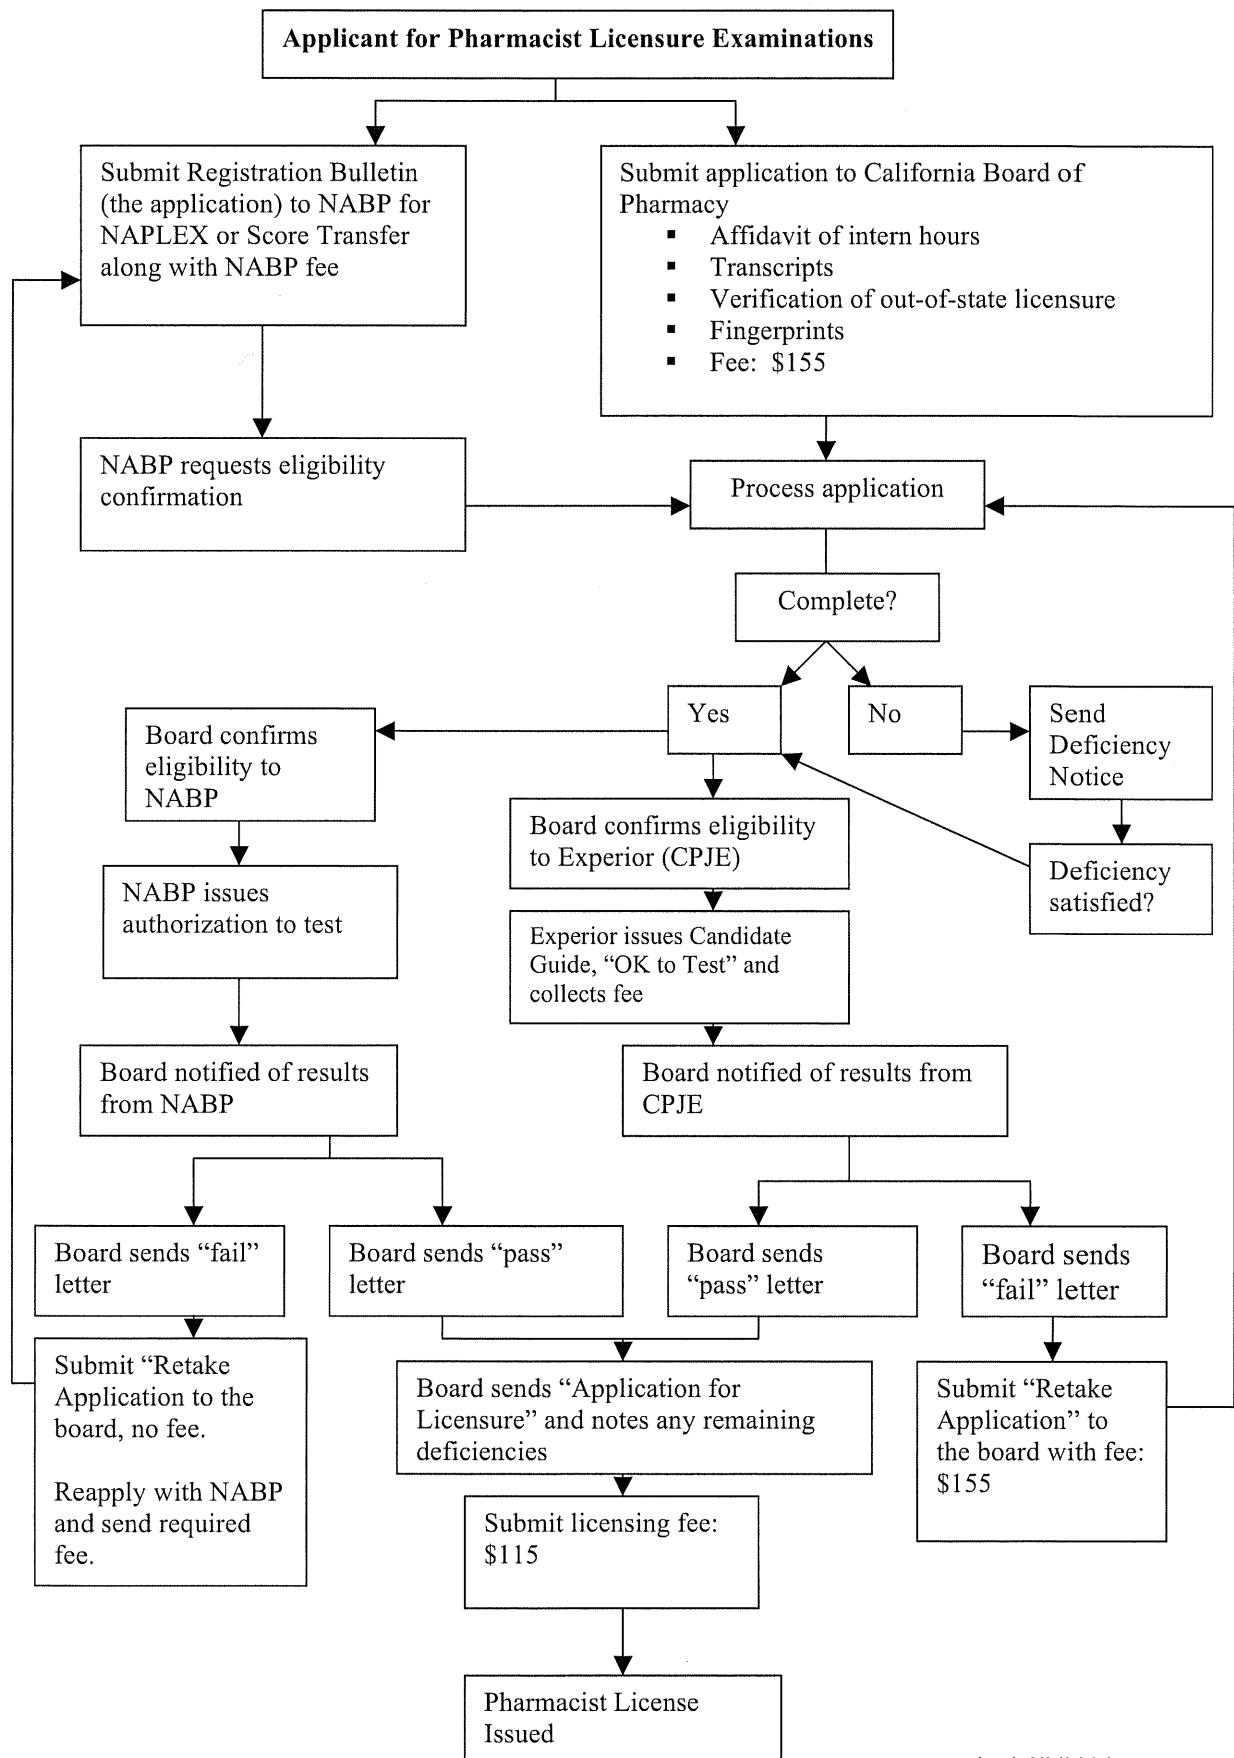 Applicant for Pharmacist Licensure Examinations
Submit Registration Bulletin
(the application) to NABP for
NAPLEX or Score Transfer
along with NABP fee
Submit application to California Board of
Pharmacy
▪ Affidavit of intern hours
▪ Transcripts
▪ Verification of out-of-state licensure
▪ Fingerprints
▪ Fee: $155
NABP requests eligibility
confirmation
Process application
Complete?
Yes
No
Send
Deficiency
Notice
Board confirms
eligibility to
NABP
Board confirms eligibility
to Experior (CPJE)
Deficiency
satisfied?
NABP issues
authorization to test
Experior issues Candidate
Guide, “OK to Test” and
collects fee
Board notified of results
from NABP
Board notified of results from
CPJE
Board sends “fail”
letter
Board sends “pass”
letter
Board sends
“pass” letter
Board sends
“fail” letter
Submit “Retake
Application to the
board, no fee.
Reapply with NABP
and send required
fee.
Board sends “Application for
Licensure” and notes any remaining
deficiencies
Submit “Retake
Application” to
the board with fee:
$155
Submit licensing fee:
$115
Pharmacist License
Issued